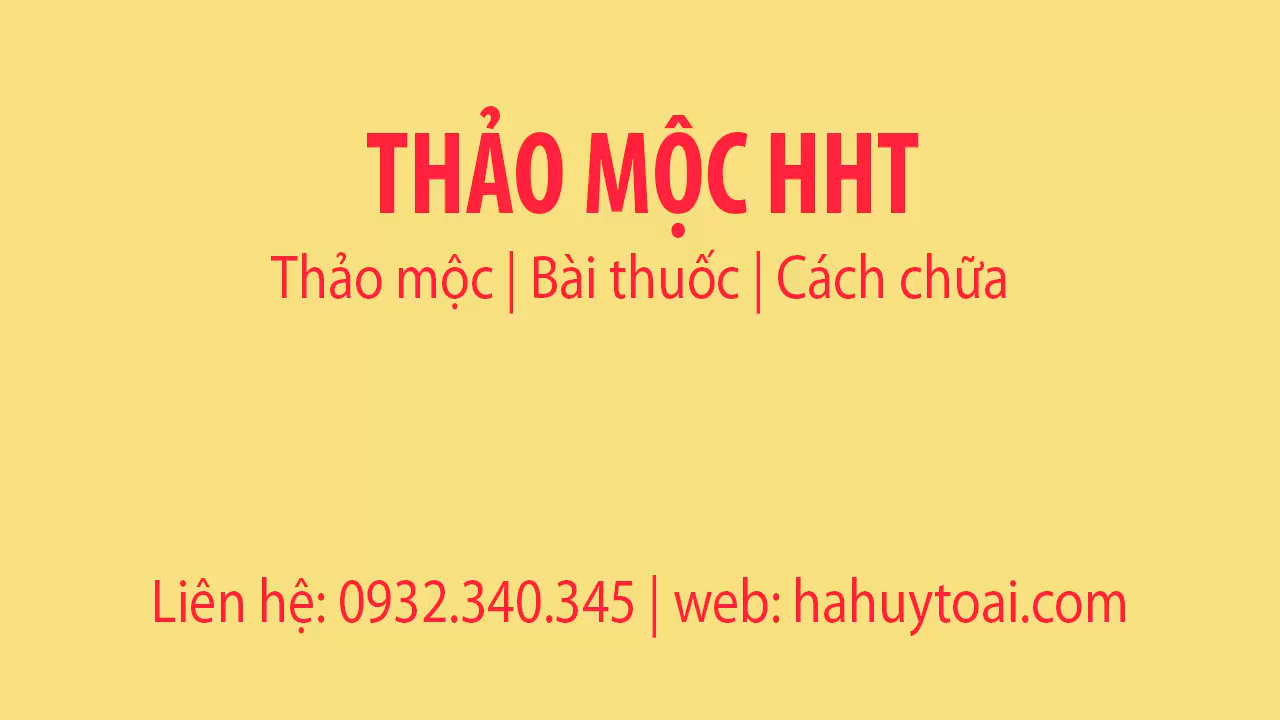 THẢO MỘC HHT
Thảo mộc | Bài thuốc | Cách chữa
Liên hệ: 0932.340.345 | web: hahuytoai.com